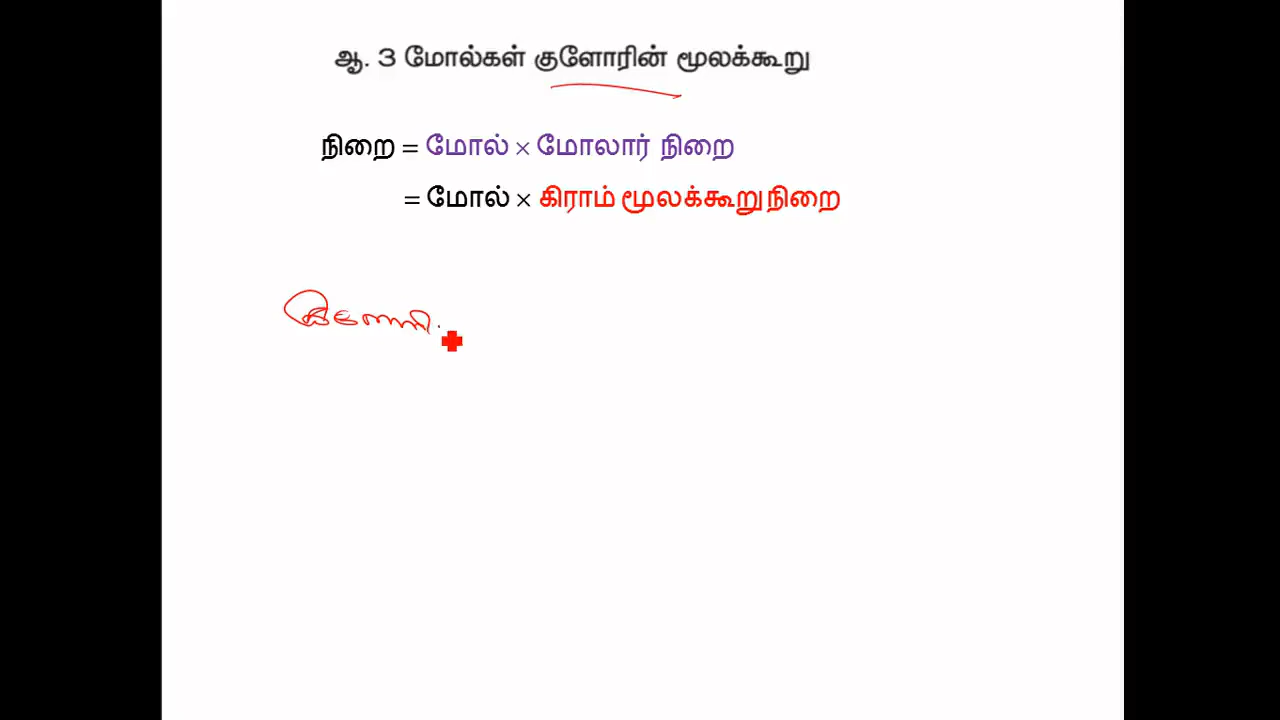 ஆ. 3 மோல்கள் குளோரின் மூலக்கூறு
நிறை = மோல் × மோலார் நிறை
= மோல் × கிராம் மூலக்கூறு நிறை